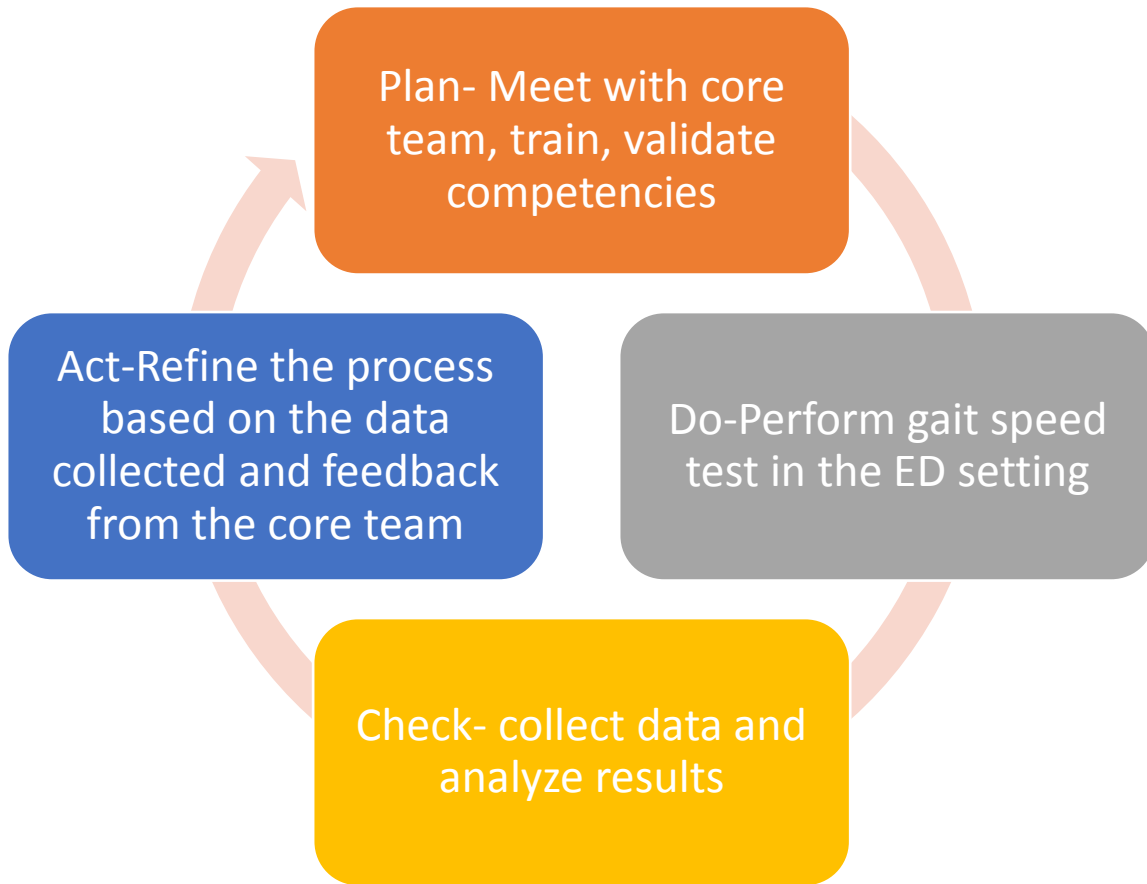 Plan- Meet with core
team, train, validate
competencies
Do-Perform gait speed
test in the ED setting
Check- collect data and
analyze results
Act-Refine the process
based on the data
collected and feedback
from the core team